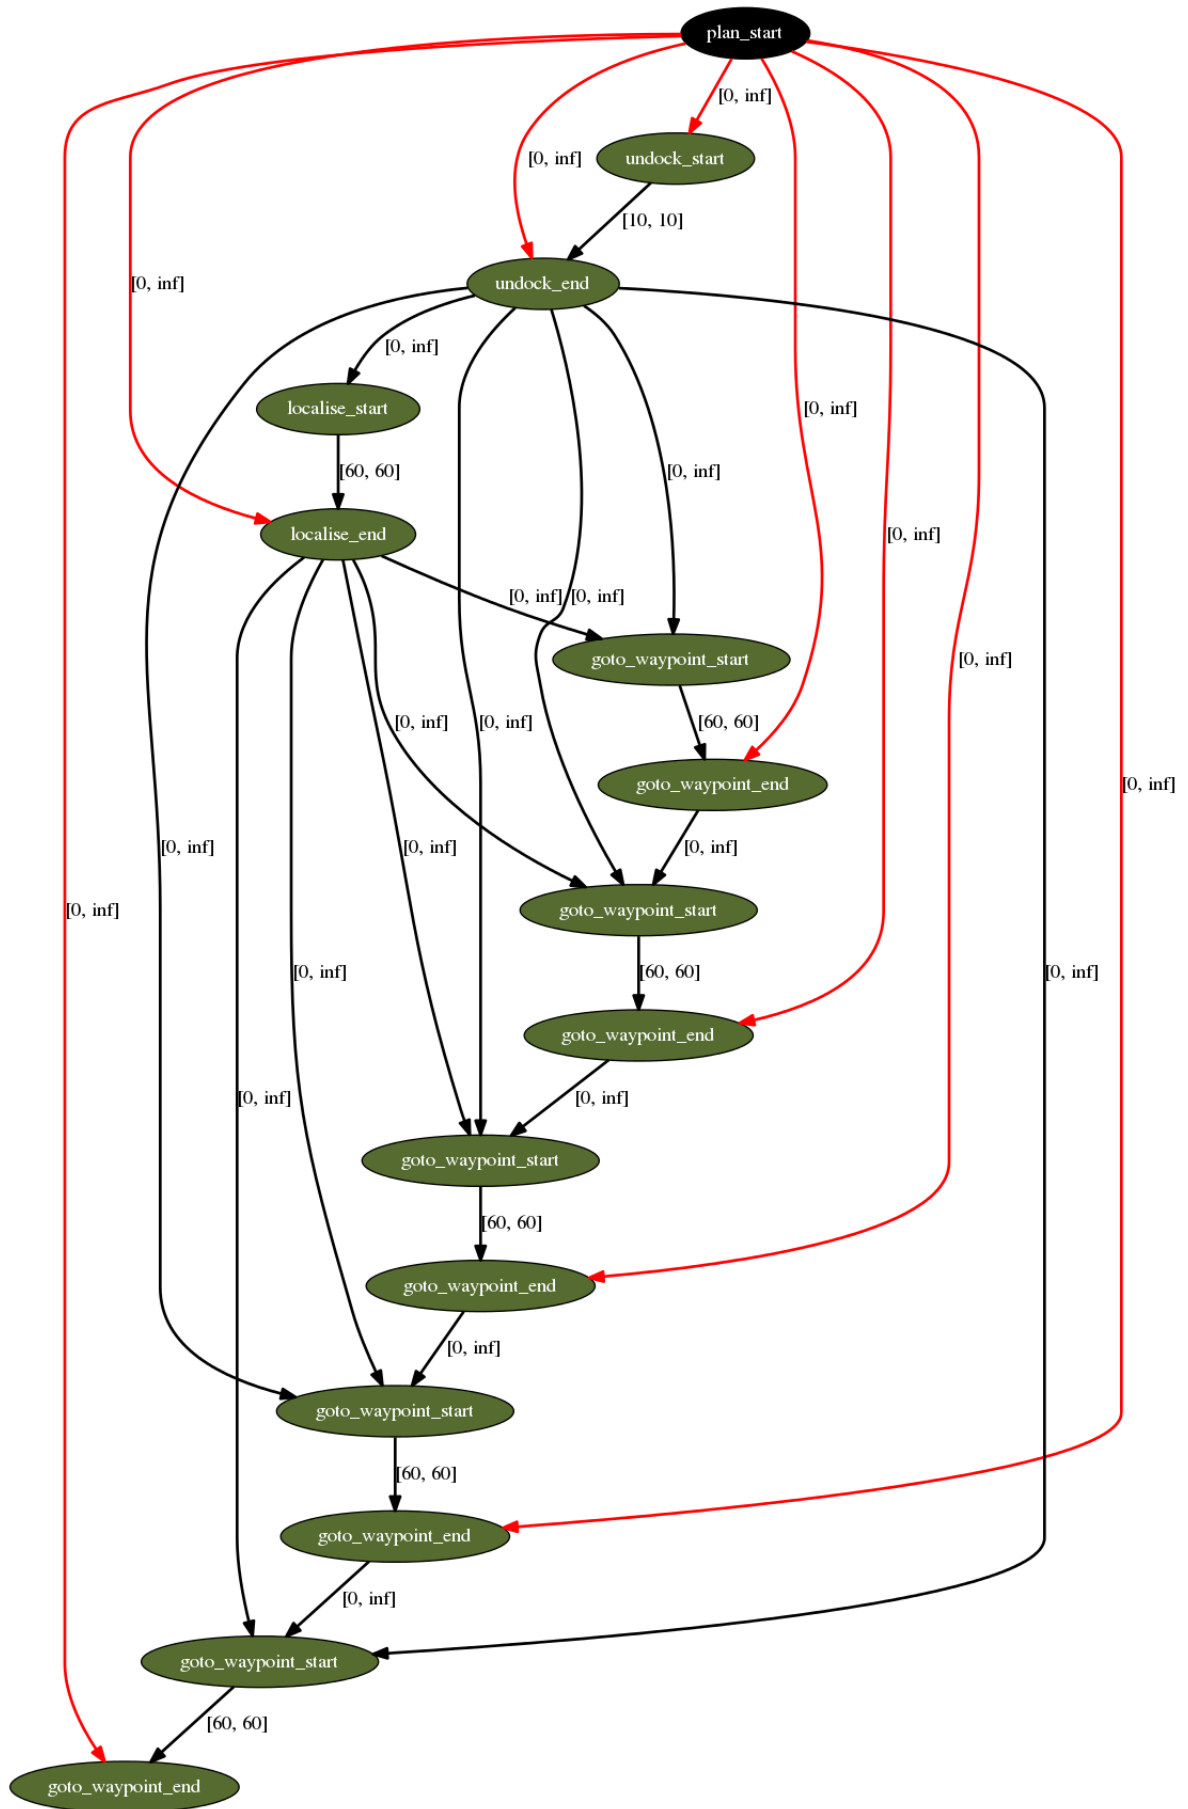 plan_start
[0, inf]
undock_start
[0, inf]
[10, 10]
undock_end
[0, inf]
[0, inf]
localise_start
[0, inf]
[60, 60]
[0, inf]
localise_end
[0, inf]
[0, inf]
[0, inf]
goto_waypoint_start
[0, inf]
[0, inf]
[0, inf]
[60, 60]
goto_waypoint_end
[0, inf]
[0, inf]
[0, inf]
[0, inf]
[0, inf]
goto_waypoint_start
[0, inf]
[60, 60]
[0, inf]
goto_waypoint_end
[0, inf]
[0, inf]
goto_waypoint_start
[60, 60]
goto_waypoint_end
[0, inf]
goto_waypoint_start
[60, 60]
goto_waypoint_end
[0, inf]
goto_waypoint_start
[60, 60]
goto_waypoint_end